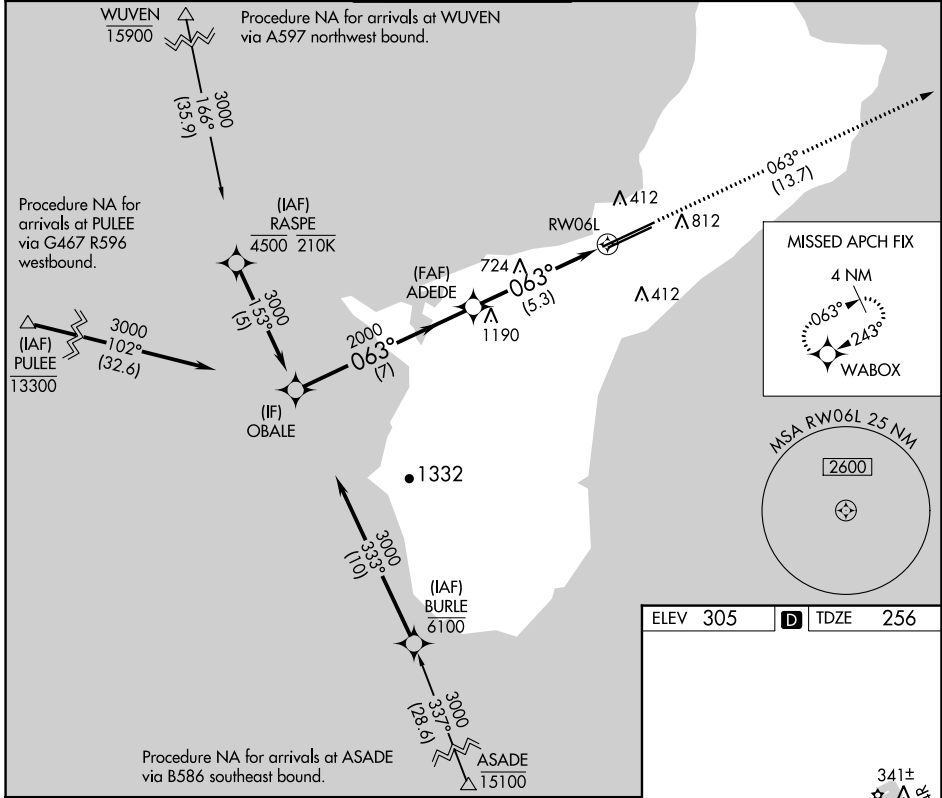 WUVEN
15900
Procedure NA for arrivals at WUVEN
via A597 northwest bound.
3000
166°
(35.9)
Procedure NA for
arrivals at PULEE
via G467 R596
westbound.
(IAF)
RASPE
4500 210K
3000
153°
(5)
(IAF)
PULEE
13300
3000
102°
(32.6)
(IF)
OBALE
2000
063°
(7)
(FAF)
ADEDE
724
1190
063°
(5.3)
RW06L
412
812
412
063°
(13.7)
MISSED APCH FIX
4 NM
063°
243°
WABOX
MSA RW06L 25 NM
2600
1332
3000
333°
(10)
(IAF)
BURLE
6100
3000
337°
(28.6)
ASADE
15100
Procedure NA for arrivals at ASADE
via B586 southeast bound.
ELEV 305 D TDZE 256
341±